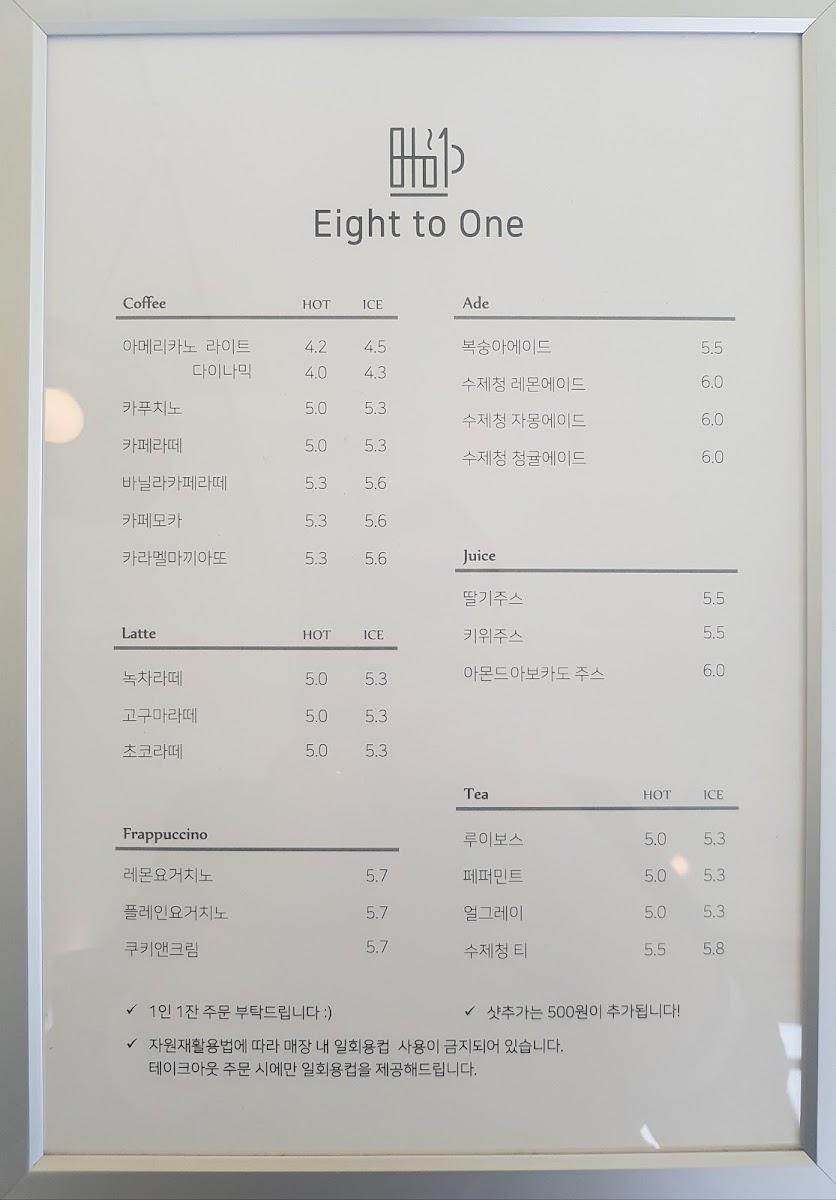 Eight to One
Coffee HOT ICE
아메리카노 라이트 4.2 4.5
다이나믹 4.0 4.3
카푸치노 5.0 5.3
카페라떼 5.0 5.3
바닐라카페라떼 5.3 5.6
카페모카 5.3 5.6
카라멜마끼아또 5.3 5.6
Latte HOT ICE
녹차라떼 5.0 5.3
고구마라떼 5.0 5.3
초코라떼 5.0 5.3
Frappuccino
레몬요거치노 5.7
플레인요거치노 5.7
쿠키앤크림 5.7
Ade
복숭아에이드 5.5
수제청 레몬에이드 6.0
수제청 자몽에이드 6.0
수제청 청귤에이드 6.0
Juice
딸기주스 5.5
키위주스 5.5
아몬드아보카도 주스 6.0
Tea HOT ICE
루이보스 5.0 5.3
페퍼민트 5.0 5.3
얼그레이 5.0 5.3
수제청 티 5.5 5.8
✓ 1인 1잔 주문 부탁드립니다 :)
✓ 샷추가는 500원이 추가됩니다!
✓ 자원재활용법에 따라 매장 내 일회용컵 사용이 금지되어 있습니다.
테이크아웃 주문 시에만 일회용컵을 제공해드립니다.